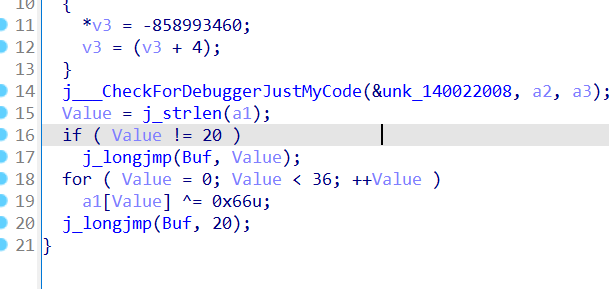 10 {
11 *v3 = -858993460;
12 v3 = (v3 + 4);
13 }
14 j___CheckForDebuggerJustMyCode(&unk_140022008, a2, a3);
15 Value = j_strlen(a1);
16 if ( Value != 20 )
17 j_longjmp(Buf, Value);
18 for ( Value = 0; Value < 36; ++Value )
19 a1[Value] ^= 0x66u;
20 j_longjmp(Buf, 20);
21 }